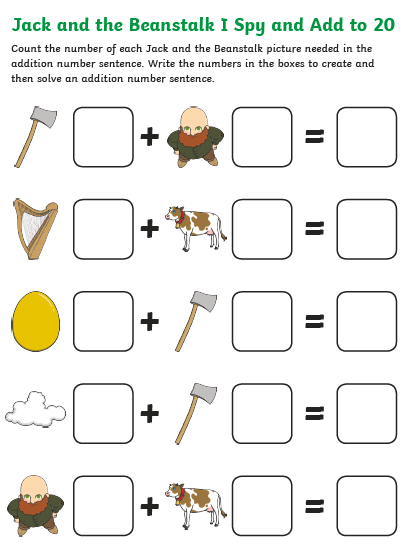 Jack and the Beanstalk I Spy and Add to 20
Count the number of each Jack and the Beanstalk picture needed in the
addition number sentence. Write the numbers in the boxes to create and
then solve an addition number sentence.
+ =
+ =
+ =
+ =
+ =